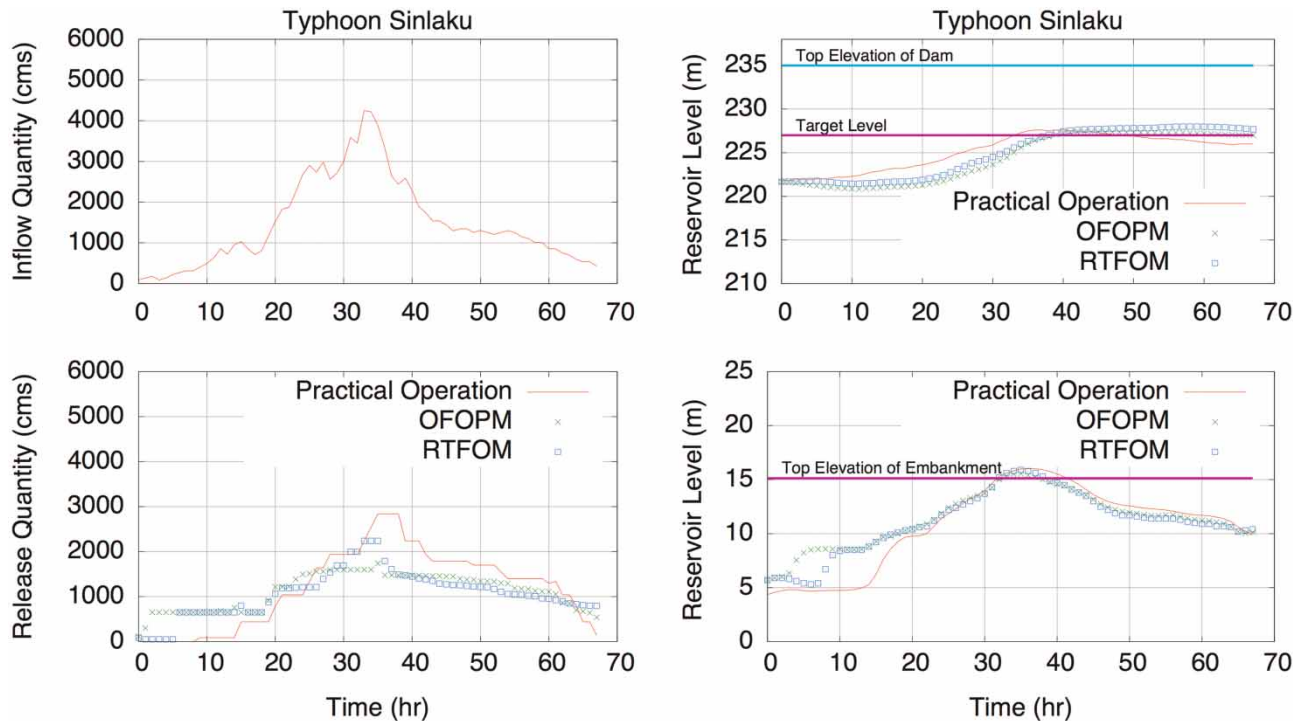 Typhoon Sinlaku
Inflow Quantity (cms)
6000
5000
4000
3000
2000
1000
0
0 10 20 30 40 50 60 70
Typhoon Sinlaku
Reservoir Level (m)
235
230
225
220
215
210
Top Elevation of Dam
Target Level
Practical Operation
OFOPM
RTFOM
0 10 20 30 40 50 60 70
Release Quantity (cms)
6000
5000
4000
3000
2000
1000
0
Practical Operation
OFOPM
RTFOM
0 10 20 30 40 50 60 70
Time (hr)
Reservoir Level (m)
25
20
15
10
5
0
Practical Operation
OFOPM
RTFOM
Top Elevation of Embankment
0 10 20 30 40 50 60 70
Time (hr)